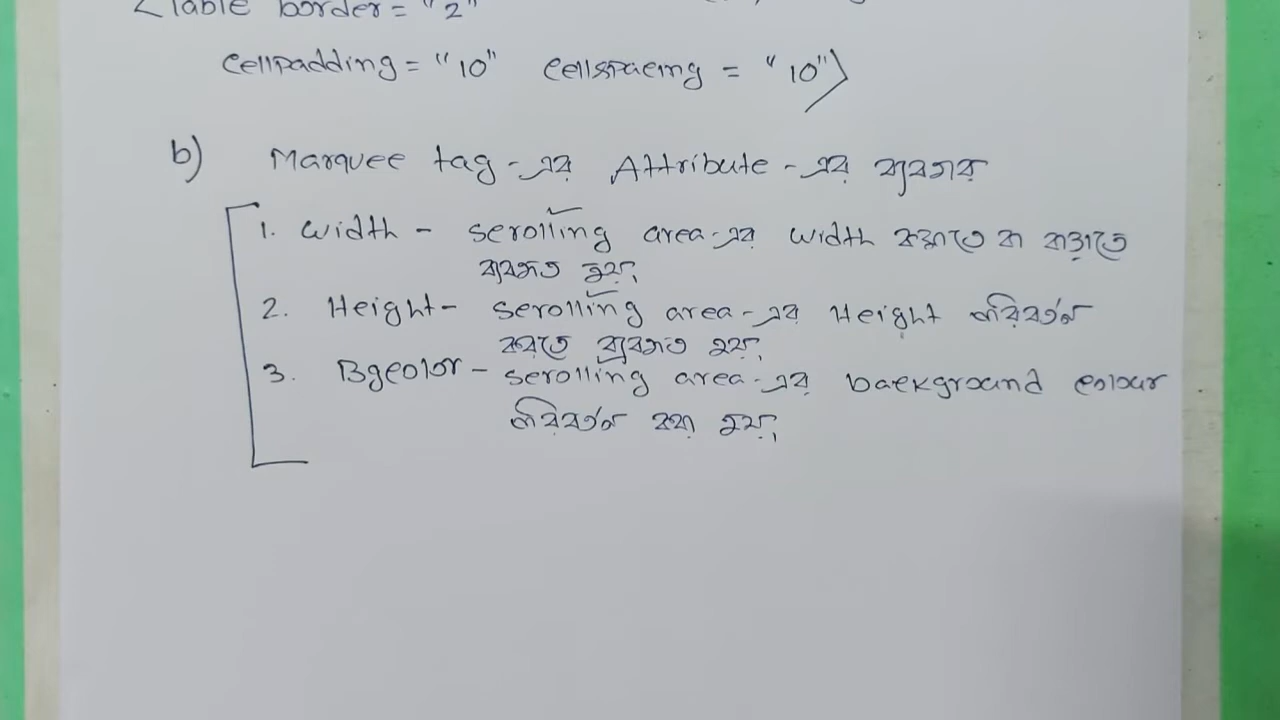 <Table border = "2"
cellpadding = "10" cellspacing = "10">
b) Marquee tag-এর Attribute-এর ব্যবহার
1. width - scrolling area-এর width কমাতে বা বাড়াতে
ব্যবহৃত হয়।
2. Height- scrolling area-এর Height পরিবর্তন
করতে ব্যবহৃত হয়।
3. Bgcolor- scrolling area-এর background colour
পরিবর্তন করা হয়।